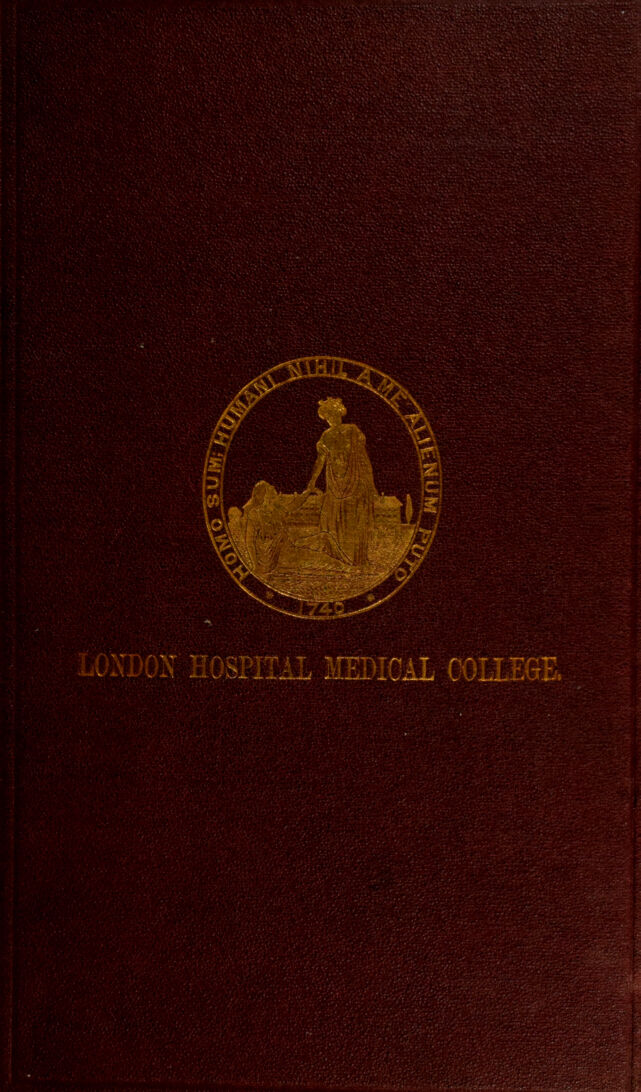 HOMO SUM: HUMANI NIHIL A ME ALIENUM PUTO
* 1740 *
LONDON HOSPITAL MEDICAL COLLEGE.